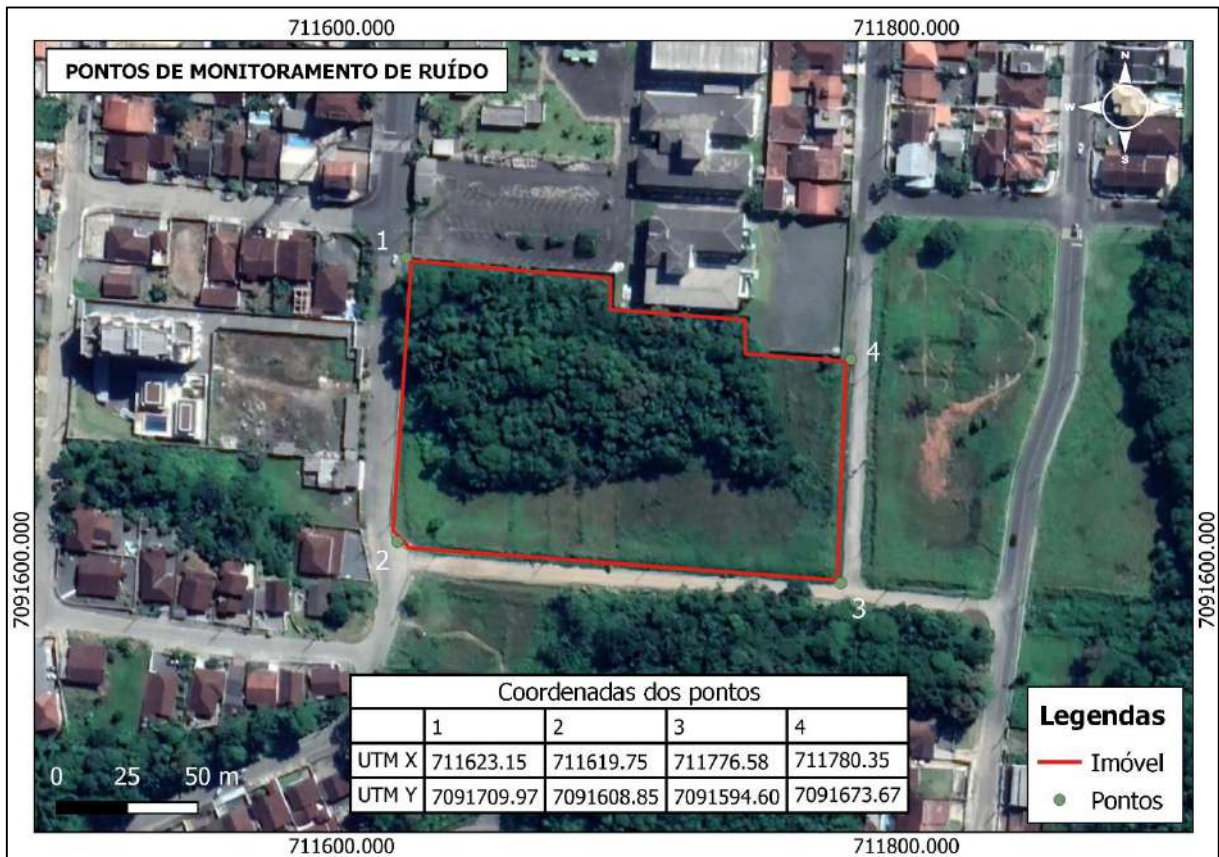 711600.000 711800.000
PONTOS DE MONITORAMENTO DE RUÍDO
N
W E
S
1
4
2
3
7091600.000 7091600.000
Coordenadas dos pontos
1 2 3 4
UTM X 711623.15 711619.75 711776.58 711780.35
UTM Y 7091709.97 7091608.85 7091594.60 7091673.67
Legendas
Imóvel
Pontos
0 25 50 m
711600.000 711800.000